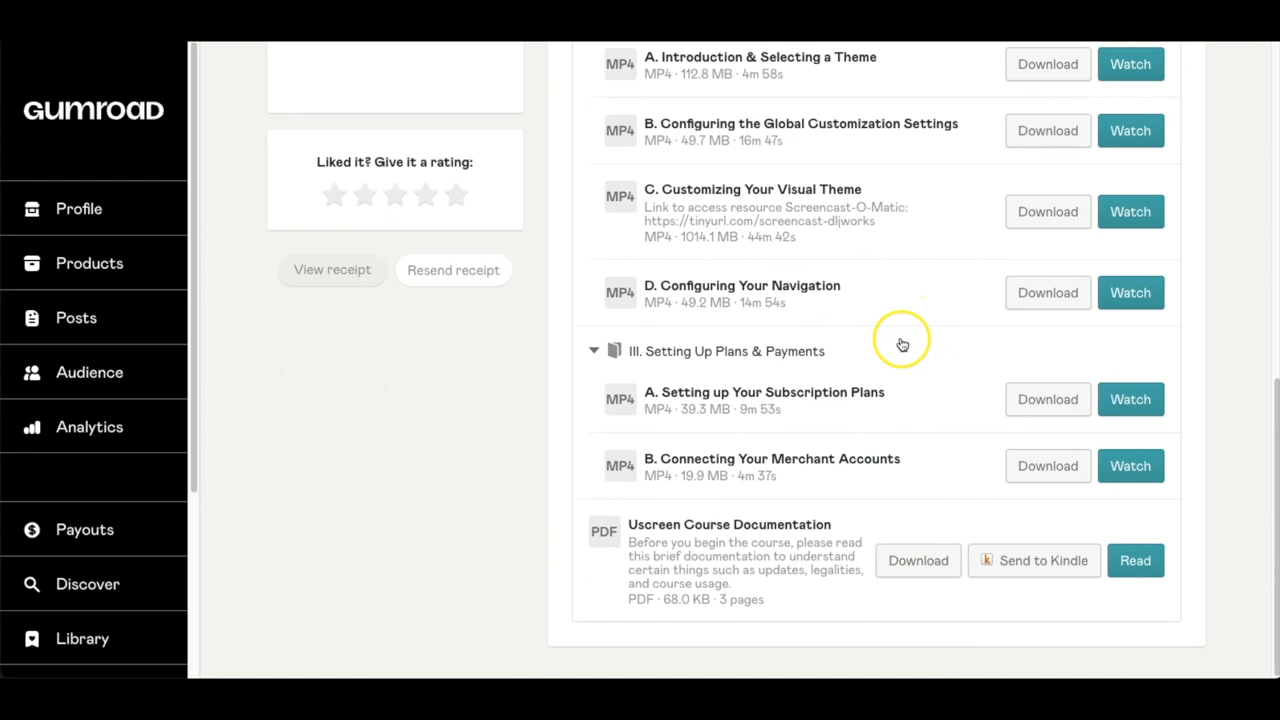 GUMROAD
Profile
Products
Posts
Audience
Analytics
Payouts
Discover
Library
Liked it? Give it a rating:
View receipt
Resend receipt
MP4
A. Introduction & Selecting a Theme
MP4 · 112.8 MB · 4m 58s
Download
Watch
MP4
B. Configuring the Global Customization Settings
MP4 · 49.7 MB · 16m 47s
Download
Watch
MP4
C. Customizing Your Visual Theme
Link to access resource Screencast-O-Matic:
https://tinyurl.com/screencast-dljworks
MP4 · 1014.1 MB · 44m 42s
Download
Watch
MP4
D. Configuring Your Navigation
MP4 · 49.2 MB · 14m 54s
Download
Watch
III. Setting Up Plans & Payments
MP4
A. Setting up Your Subscription Plans
MP4 · 39.3 MB · 9m 53s
Download
Watch
MP4
B. Connecting Your Merchant Accounts
MP4 · 19.9 MB · 4m 37s
Download
Watch
PDF
Uscreen Course Documentation
Before you begin the course, please read
this brief documentation to understand
certain things such as updates, legalities,
and course usage.
PDF · 68.0 KB · 3 pages
Download
k
Send to Kindle
Read